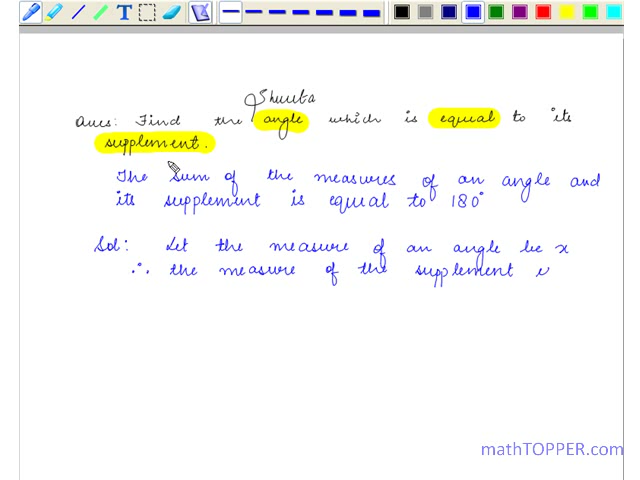 Ques: Find the angle which is equal to its
supplement.
The sum of the measures of an angle and
its supplement is equal to 180°
Sol: Let the measure of an angle be x
∴ the measure of the supplement
mathTOPPER.com